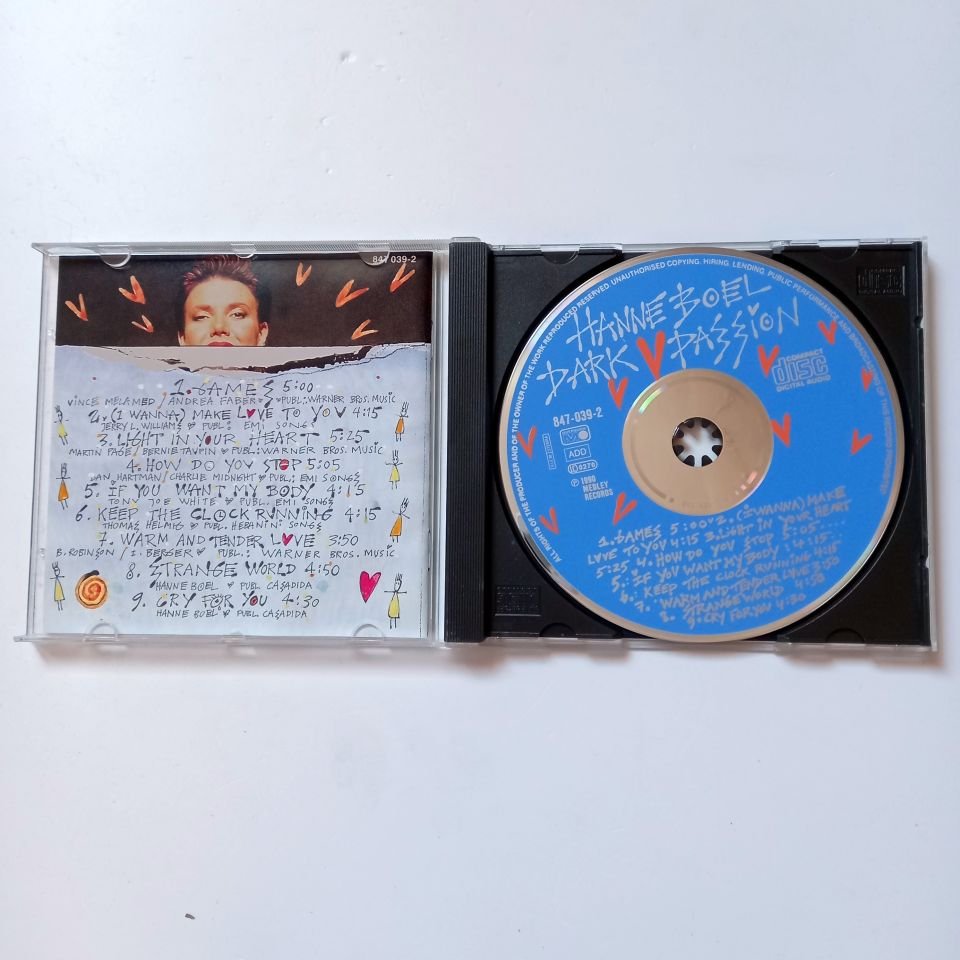 847 039-2
1. GAMES 5:00
VINCE MELAMED / ANDREA FABER ♥ PUBL: WARNER BROS. MUSIC
2. (I WANNA) MAKE LOVE TO YOU 4:15
JERRY L. WILLIAMS ♥ PUBL: EMI SONGS
3. LIGHT IN YOUR HEART 5:25
MARTIN PAGE / BERNIE TAUPIN ♥ PUBL: WARNER BROS. MUSIC
4. HOW DO YOU STOP 5:05
DAN HARTMAN / CHARLIE MIDNIGHT ♥ PUBL: EMI SONGS
5. IF YOU WANT MY BODY 4:15
TONY JOE WHITE ♥ PUBL. EMI SONGS
6. KEEP THE CLOCK RUNNING 4:15
THOMAS HELMIG ♥ PUBL. HEBANINI SONGS
7. WARM AND TENDER LOVE 3:50
B. ROBINSON / I. BERGER ♥ PUBL: WARNER BROS. MUSIC
8. STRANGE WORLD 4:50
HANNE BOEL ♥ PUBL CASADIDA
9. CRY FOR YOU 4:30
HANNE BOEL ♥ PUBL CASADIDA
ALL RIGHTS OF THE PRODUCER AND OF THE OWNER OF THE WORK REPRODUCED RESERVED. UNAUTHORISED COPYING, HIRING, LENDING, PUBLIC PERFORMANCE AND BROADCASTING OF THIS RECORD PROHIBITED
HANNE BOEL
DARK PASSION
COMPACT
disc
DIGITAL AUDIO
847-039-2
ADD
℗ 1990
MEDLEY
RECORDS
1. GAMES 5:00 2. (I WANNA) MAKE
LOVE TO YOU 4:15 3. LIGHT IN YOUR HEART
5:25 4. HOW DO YOU STOP 5:05
5. IF YOU WANT MY BODY 4:15
6. KEEP THE CLOCK RUNNING 4:15
7. WARM AND TENDER LOVE 3:50
8. STRANGE WORLD 4:50
9. CRY FOR YOU 4:30